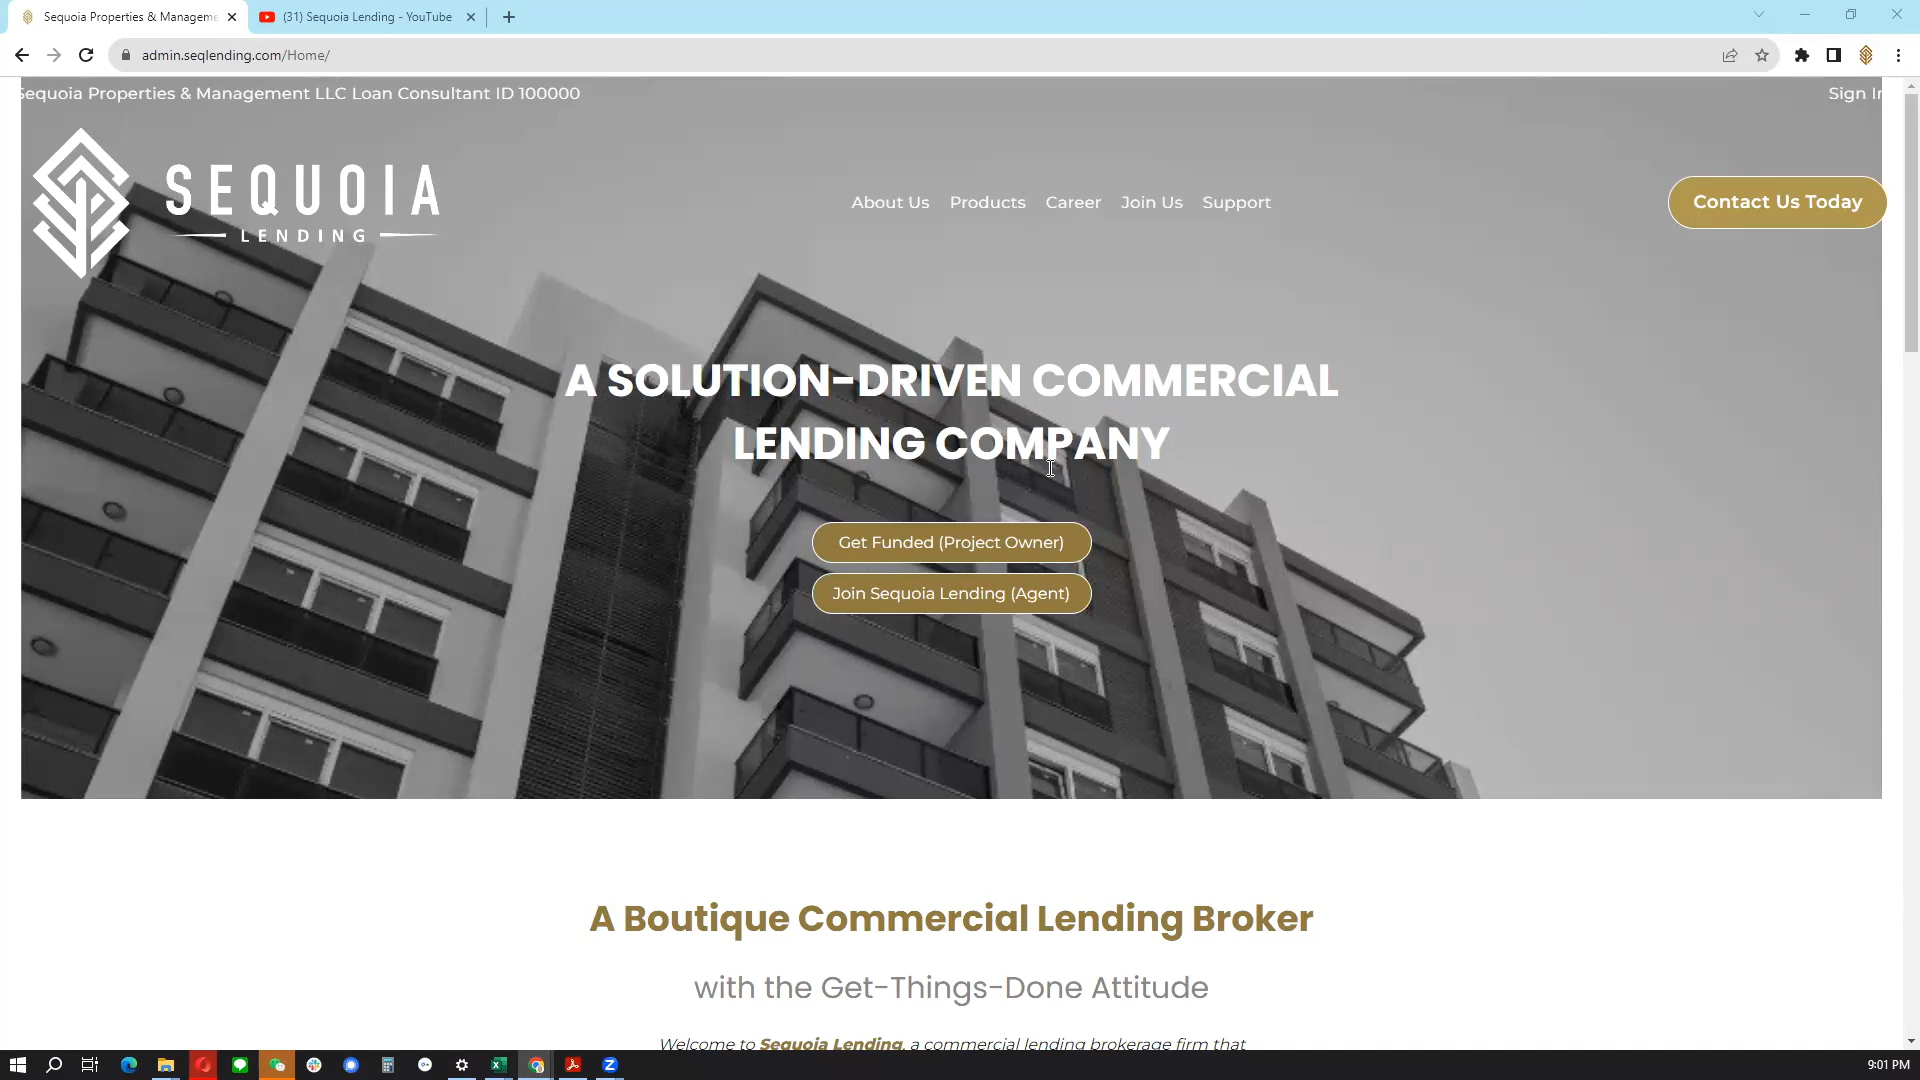 Sequoia Properties & Manageme
(31) Sequoia Lending - YouTube
admin.seqlending.com/Home/
Sequoia Properties & Management LLC Loan Consultant ID 100000
Sign In
SEQUOIA
LENDING
About Us
Products
Career
Join Us
Support
Contact Us Today
A SOLUTION-DRIVEN COMMERCIAL
LENDING COMPANY
Get Funded (Project Owner)
Join Sequoia Lending (Agent)
A Boutique Commercial Lending Broker
with the Get-Things-Done Attitude
Welcome to Sequoia Lending, a commercial lending brokerage firm that
9:01 PM